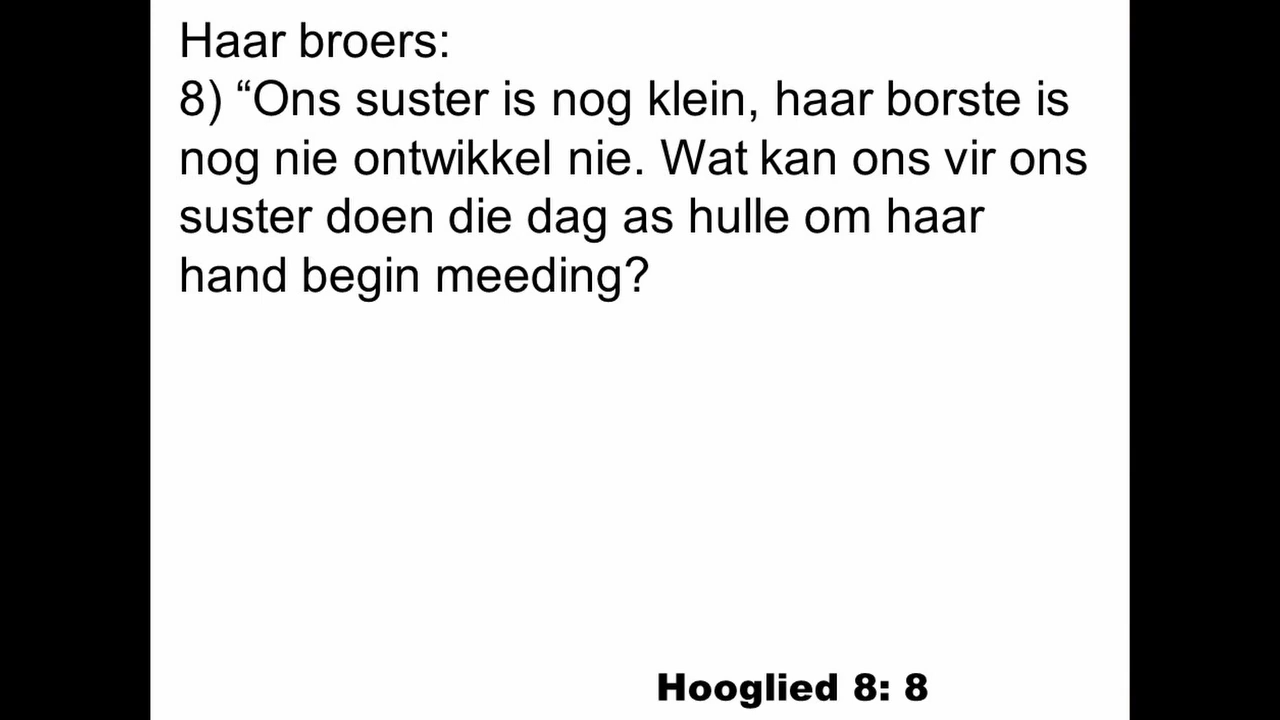 Haar broers:
8) “Ons suster is nog klein, haar borste is
nog nie ontwikkel nie. Wat kan ons vir ons
suster doen die dag as hulle om haar
hand begin meeding?
Hooglied 8: 8